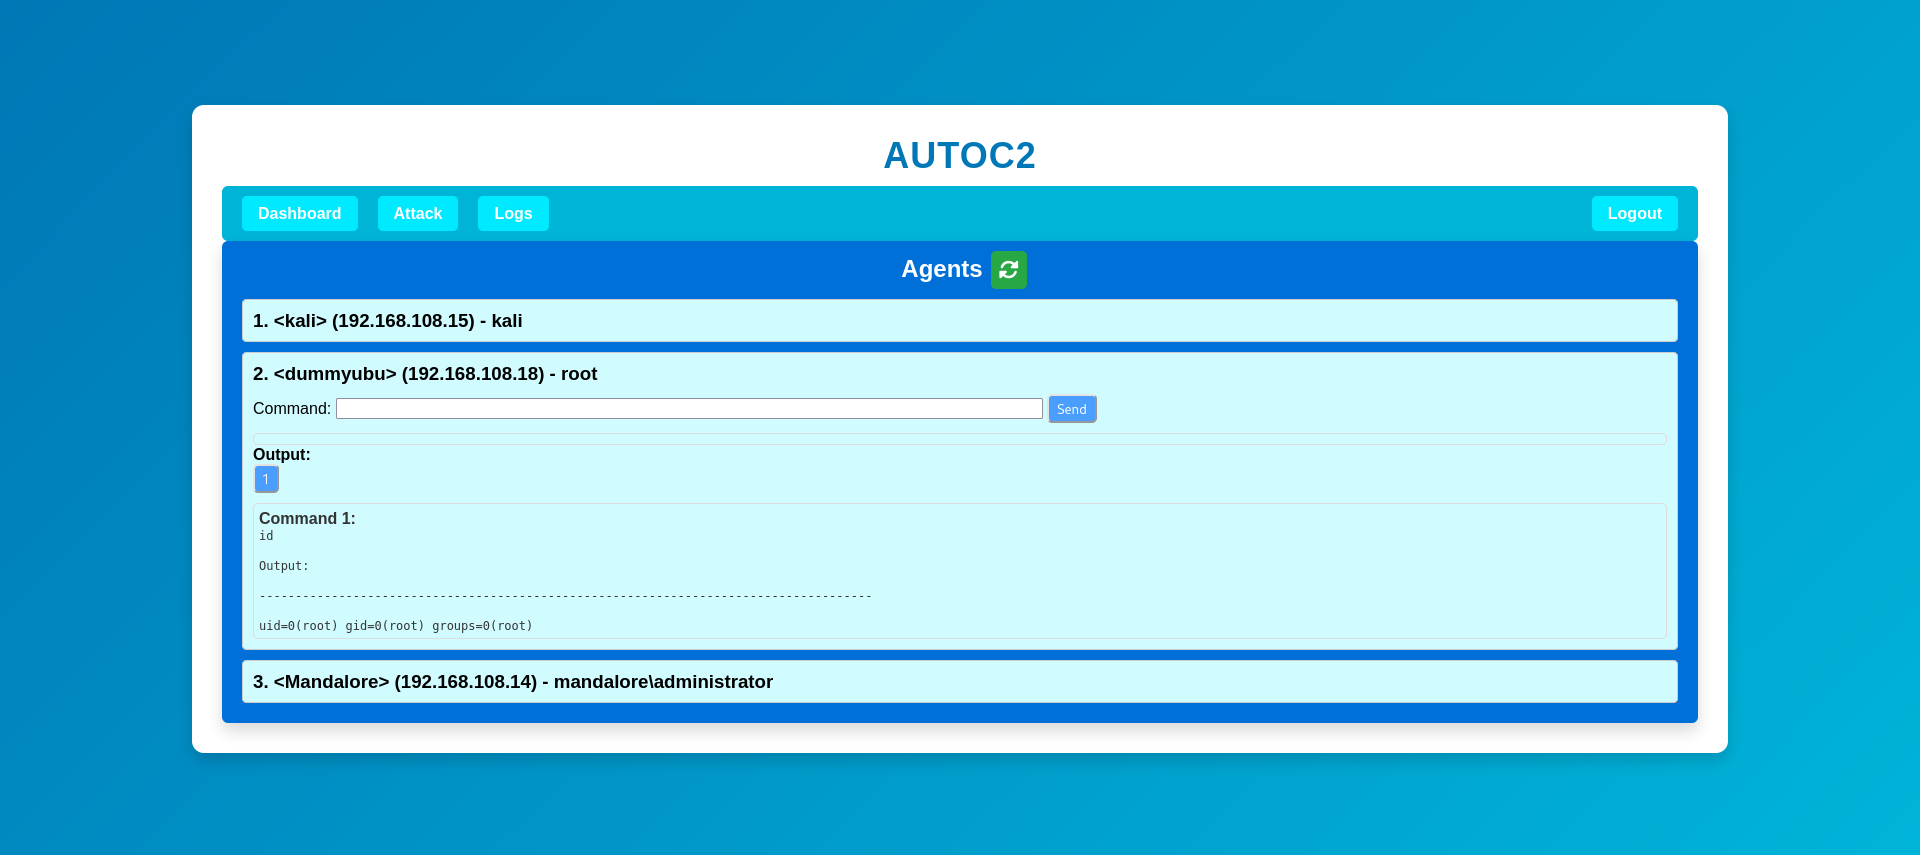 AUTOC2
Dashboard Attack Logs Logout
Agents
1. <kali> (192.168.108.15) - kali
2. <dummyubu> (192.168.108.18) - root
Command: Send
Output:
1
Command 1:
id
Output:
-------------------------------------------------------------------------------------
uid=0(root) gid=0(root) groups=0(root)
3. <Mandalore> (192.168.108.14) - mandalore\administrator